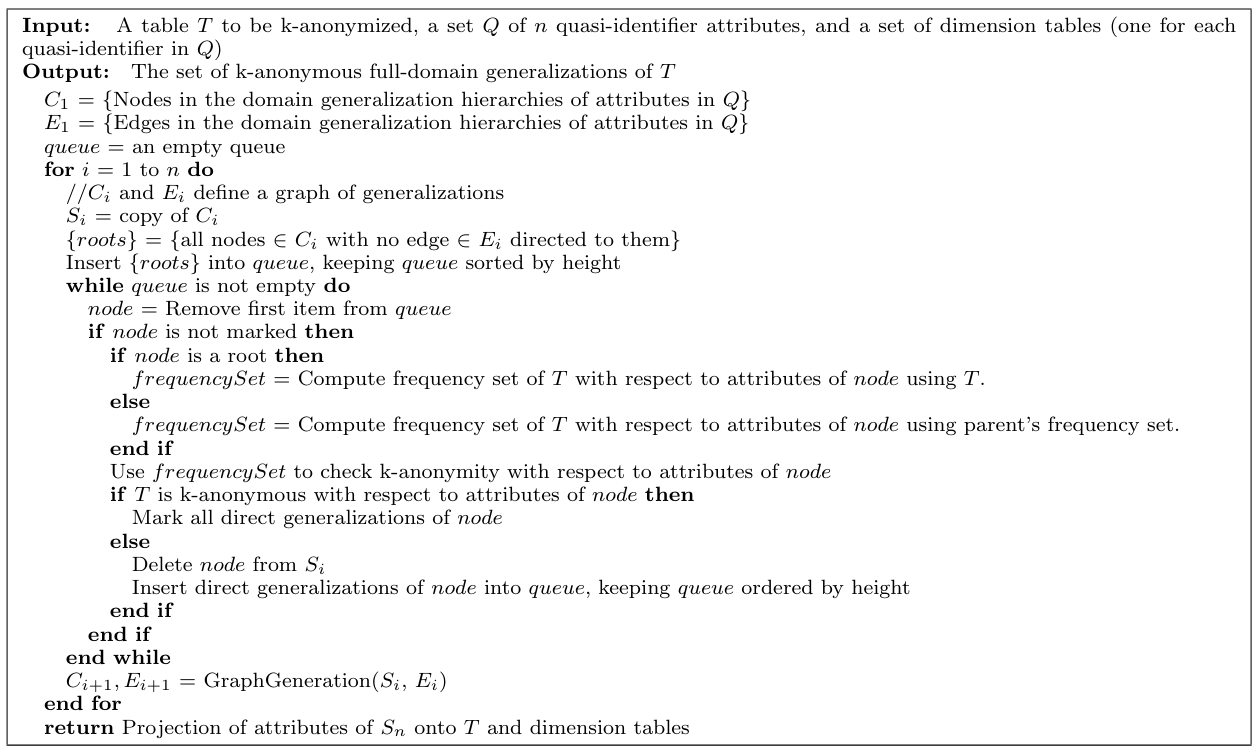 Input: A table T to be k-anonymized, a set Q of n quasi-identifier attributes, and a set of dimension tables (one for each
quasi-identifier in Q)
Output: The set of k-anonymous full-domain generalizations of T
C₁ = {Nodes in the domain generalization hierarchies of attributes in Q}
E₁ = {Edges in the domain generalization hierarchies of attributes in Q}
queue = an empty queue
for i = 1 to n do
//Cᵢ and Eᵢ define a graph of generalizations
Sᵢ = copy of Cᵢ
{roots} = {all nodes ∈ Cᵢ with no edge ∈ Eᵢ directed to them}
Insert {roots} into queue, keeping queue sorted by height
while queue is not empty do
node = Remove first item from queue
if node is not marked then
if node is a root then
frequencySet = Compute frequency set of T with respect to attributes of node using T.
else
frequencySet = Compute frequency set of T with respect to attributes of node using parent's frequency set.
end if
Use frequencySet to check k-anonymity with respect to attributes of node
if T is k-anonymous with respect to attributes of node then
Mark all direct generalizations of node
else
Delete node from Sᵢ
Insert direct generalizations of node into queue, keeping queue ordered by height
end if
end if
end while
Cᵢ₊₁, Eᵢ₊₁ = GraphGeneration(Sᵢ, Eᵢ)
end for
return Projection of attributes of Sₙ onto T and dimension tables